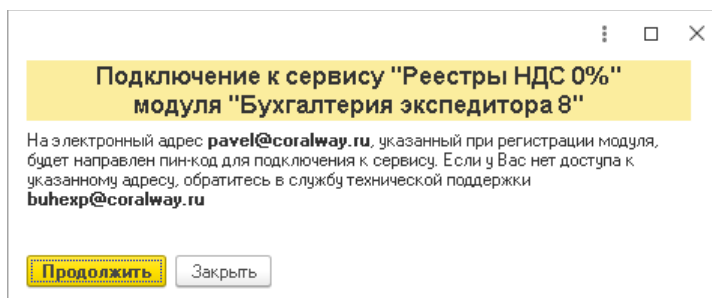 Подключение к сервису "Реестры НДС 0%"
модуля "Бухгалтерия экспедитора 8"
На электронный адрес pavel@coralway.ru, указанный при регистрации модуля,
будет направлен пин-код для подключения к сервису. Если у Вас нет доступа к
указанному адресу, обратитесь в службу технической поддержки
buhexp@coralway.ru
Продолжить Закрыть